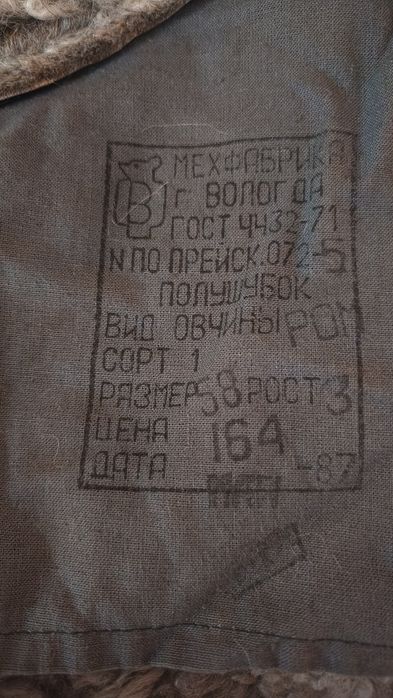 МЕХФАБРИКА
г ВОЛОГДА
ГОСТ 4432-71
N ПО ПРЕЙСК.072-5
ПОЛУШУБОК
ВИД ОВЧИНЫ РОМ
СОРТ 1
РАЗМЕР 58 РОСТ 3
ЦЕНА 164
ДАТА -87